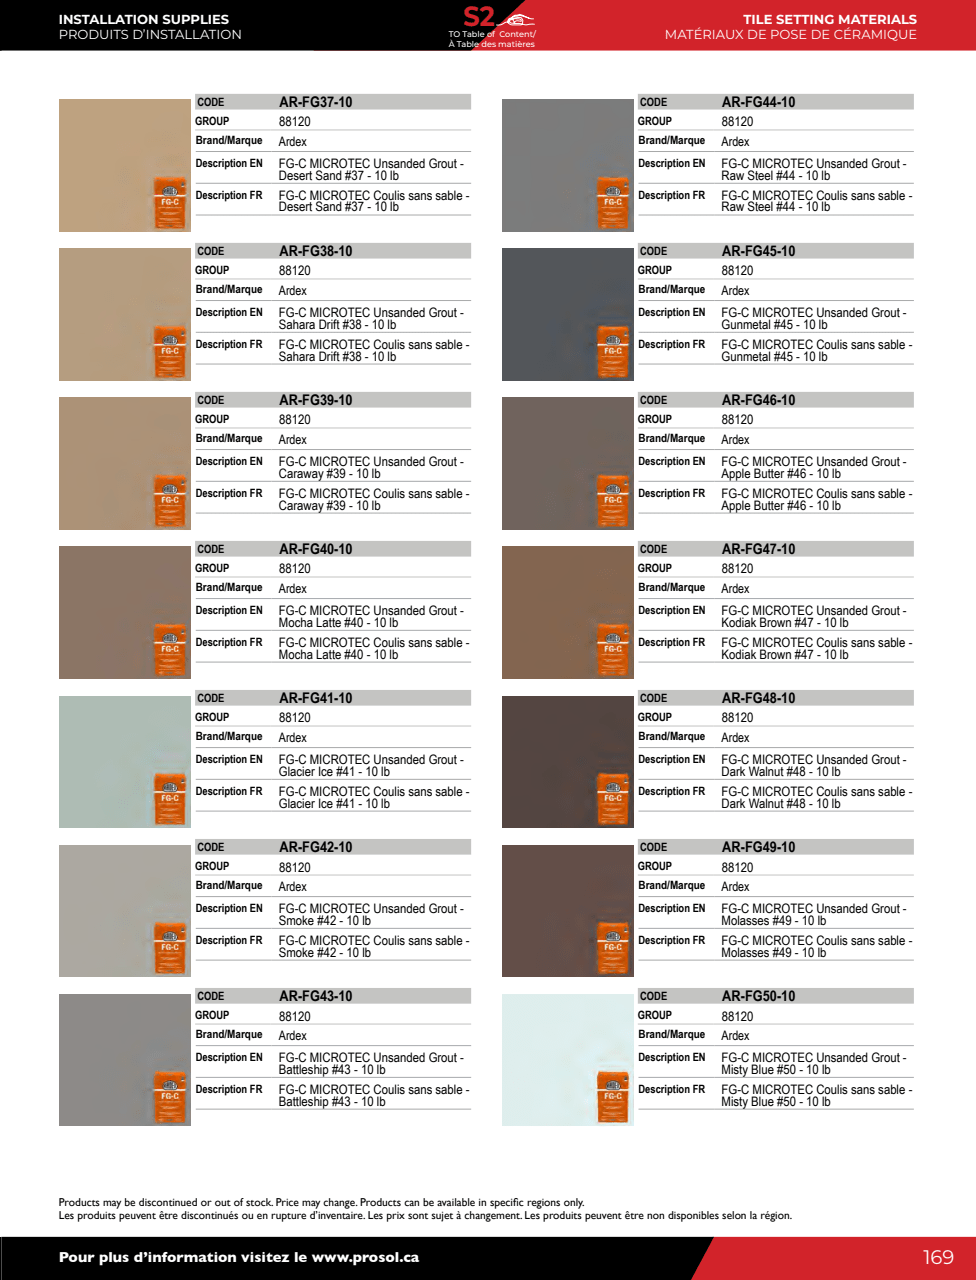 INSTALLATION SUPPLIES
PRODUITS D'INSTALLATION
S2
TO Table of Content/
À Table des matières
TILE SETTING MATERIALS
MATÉRIAUX DE POSE DE CÉRAMIQUE
CODE AR-FG37-10
GROUP 88120
Brand/Marque Ardex
Description EN FG-C MICROTEC Unsanded Grout -
Desert Sand #37 - 10 lb
Description FR FG-C MICROTEC Coulis sans sable -
Desert Sand #37 - 10 lb
FG-C
CODE AR-FG38-10
GROUP 88120
Brand/Marque Ardex
Description EN FG-C MICROTEC Unsanded Grout -
Sahara Drift #38 - 10 lb
Description FR FG-C MICROTEC Coulis sans sable -
Sahara Drift #38 - 10 lb
FG-C
CODE AR-FG39-10
GROUP 88120
Brand/Marque Ardex
Description EN FG-C MICROTEC Unsanded Grout -
Caraway #39 - 10 lb
Description FR FG-C MICROTEC Coulis sans sable -
Caraway #39 - 10 lb
FG-C
CODE AR-FG40-10
GROUP 88120
Brand/Marque Ardex
Description EN FG-C MICROTEC Unsanded Grout -
Mocha Latte #40 - 10 lb
Description FR FG-C MICROTEC Coulis sans sable -
Mocha Latte #40 - 10 lb
FG-C
CODE AR-FG41-10
GROUP 88120
Brand/Marque Ardex
Description EN FG-C MICROTEC Unsanded Grout -
Glacier Ice #41 - 10 lb
Description FR FG-C MICROTEC Coulis sans sable -
Glacier Ice #41 - 10 lb
FG-C
CODE AR-FG42-10
GROUP 88120
Brand/Marque Ardex
Description EN FG-C MICROTEC Unsanded Grout -
Smoke #42 - 10 lb
Description FR FG-C MICROTEC Coulis sans sable -
Smoke #42 - 10 lb
FG-C
CODE AR-FG43-10
GROUP 88120
Brand/Marque Ardex
Description EN FG-C MICROTEC Unsanded Grout -
Battleship #43 - 10 lb
Description FR FG-C MICROTEC Coulis sans sable -
Battleship #43 - 10 lb
FG-C
CODE AR-FG44-10
GROUP 88120
Brand/Marque Ardex
Description EN FG-C MICROTEC Unsanded Grout -
Raw Steel #44 - 10 lb
Description FR FG-C MICROTEC Coulis sans sable -
Raw Steel #44 - 10 lb
FG-C
CODE AR-FG45-10
GROUP 88120
Brand/Marque Ardex
Description EN FG-C MICROTEC Unsanded Grout -
Gunmetal #45 - 10 lb
Description FR FG-C MICROTEC Coulis sans sable -
Gunmetal #45 - 10 lb
FG-C
CODE AR-FG46-10
GROUP 88120
Brand/Marque Ardex
Description EN FG-C MICROTEC Unsanded Grout -
Apple Butter #46 - 10 lb
Description FR FG-C MICROTEC Coulis sans sable -
Apple Butter #46 - 10 lb
FG-C
CODE AR-FG47-10
GROUP 88120
Brand/Marque Ardex
Description EN FG-C MICROTEC Unsanded Grout -
Kodiak Brown #47 - 10 lb
Description FR FG-C MICROTEC Coulis sans sable -
Kodiak Brown #47 - 10 lb
FG-C
CODE AR-FG48-10
GROUP 88120
Brand/Marque Ardex
Description EN FG-C MICROTEC Unsanded Grout -
Dark Walnut #48 - 10 lb
Description FR FG-C MICROTEC Coulis sans sable -
Dark Walnut #48 - 10 lb
FG-C
CODE AR-FG49-10
GROUP 88120
Brand/Marque Ardex
Description EN FG-C MICROTEC Unsanded Grout -
Molasses #49 - 10 lb
Description FR FG-C MICROTEC Coulis sans sable -
Molasses #49 - 10 lb
FG-C
CODE AR-FG50-10
GROUP 88120
Brand/Marque Ardex
Description EN FG-C MICROTEC Unsanded Grout -
Misty Blue #50 - 10 lb
Description FR FG-C MICROTEC Coulis sans sable -
Misty Blue #50 - 10 lb
FG-C
Products may be discontinued or out of stock. Price may change. Products can be available in specific regions only.
Les produits peuvent être discontinués ou en rupture d'inventaire. Les prix sont sujet à changement. Les produits peuvent être non disponibles selon la région.
Pour plus d'information visitez le www.prosol.ca
169